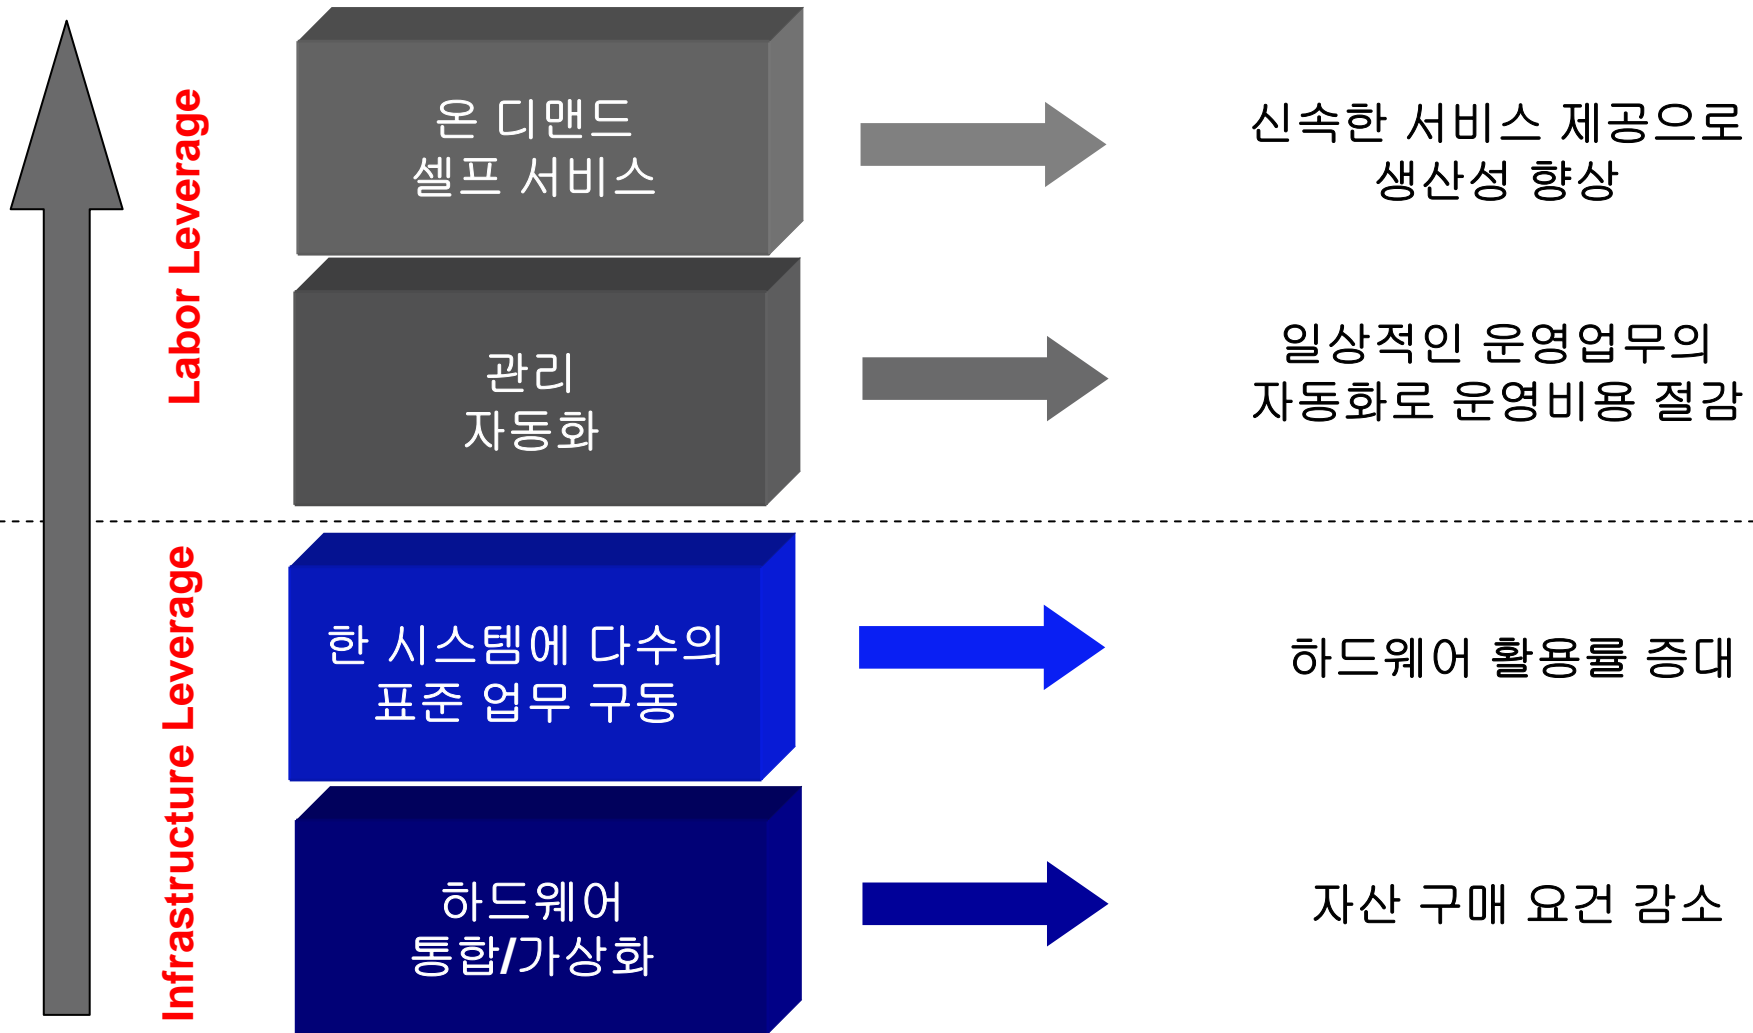 Labor Leverage
온 디맨드
셀프 서비스
신속한 서비스 제공으로
생산성 향상
관리
자동화
일상적인 운영업무의
자동화로 운영비용 절감
Infrastructure Leverage
한 시스템에 다수의
표준 업무 구동
하드웨어 활용률 증대
하드웨어
통합/가상화
자산 구매 요건 감소